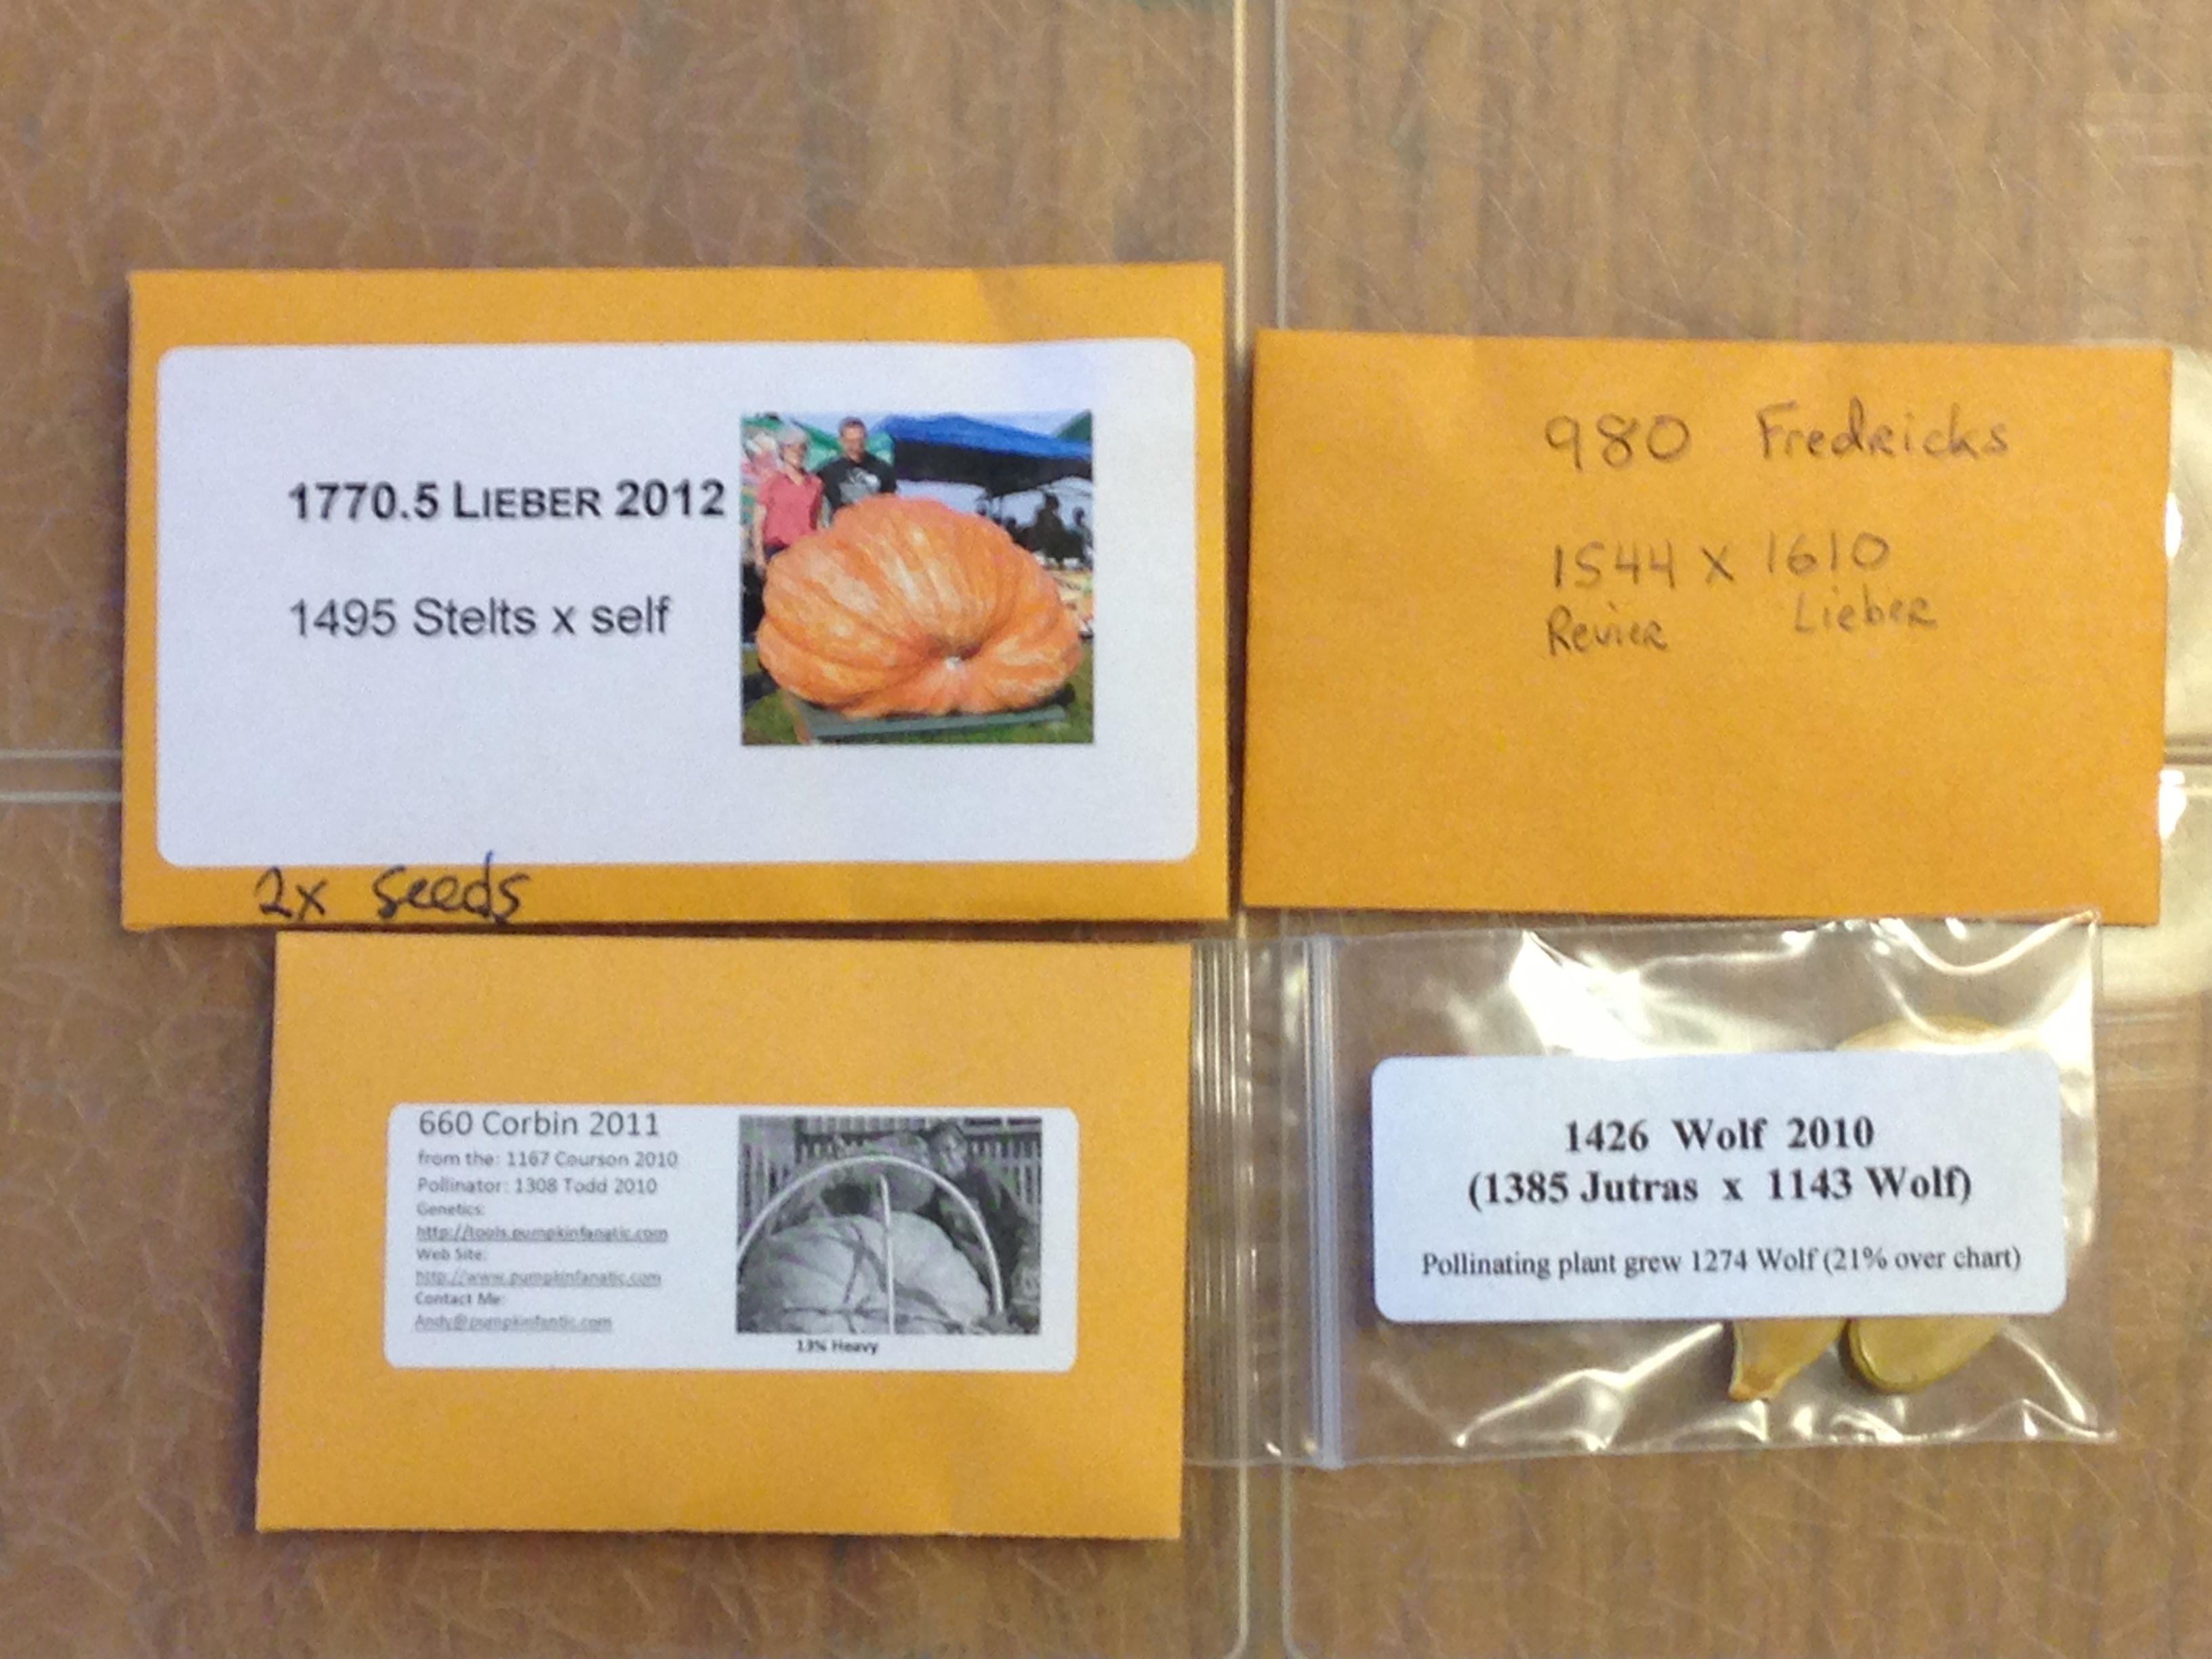 1770.5 LIEBER 2012
1495 Stelts x self
2x seeds
980 Fredricks
1544 x 1610
Revier Lieber
660 Corbin 2011
from the: 1167 Courson 2010
Pollinator: 1308 Todd 2010
Genetics:
http://tools.pumpkinfanatic.com
Web Site:
http://www.pumpkinfanatic.com
Contact Me:
Andy@pumpkinfantic.com
13% Heavy
1426 Wolf 2010
(1385 Jutras x 1143 Wolf)
Pollinating plant grew 1274 Wolf (21% over chart)